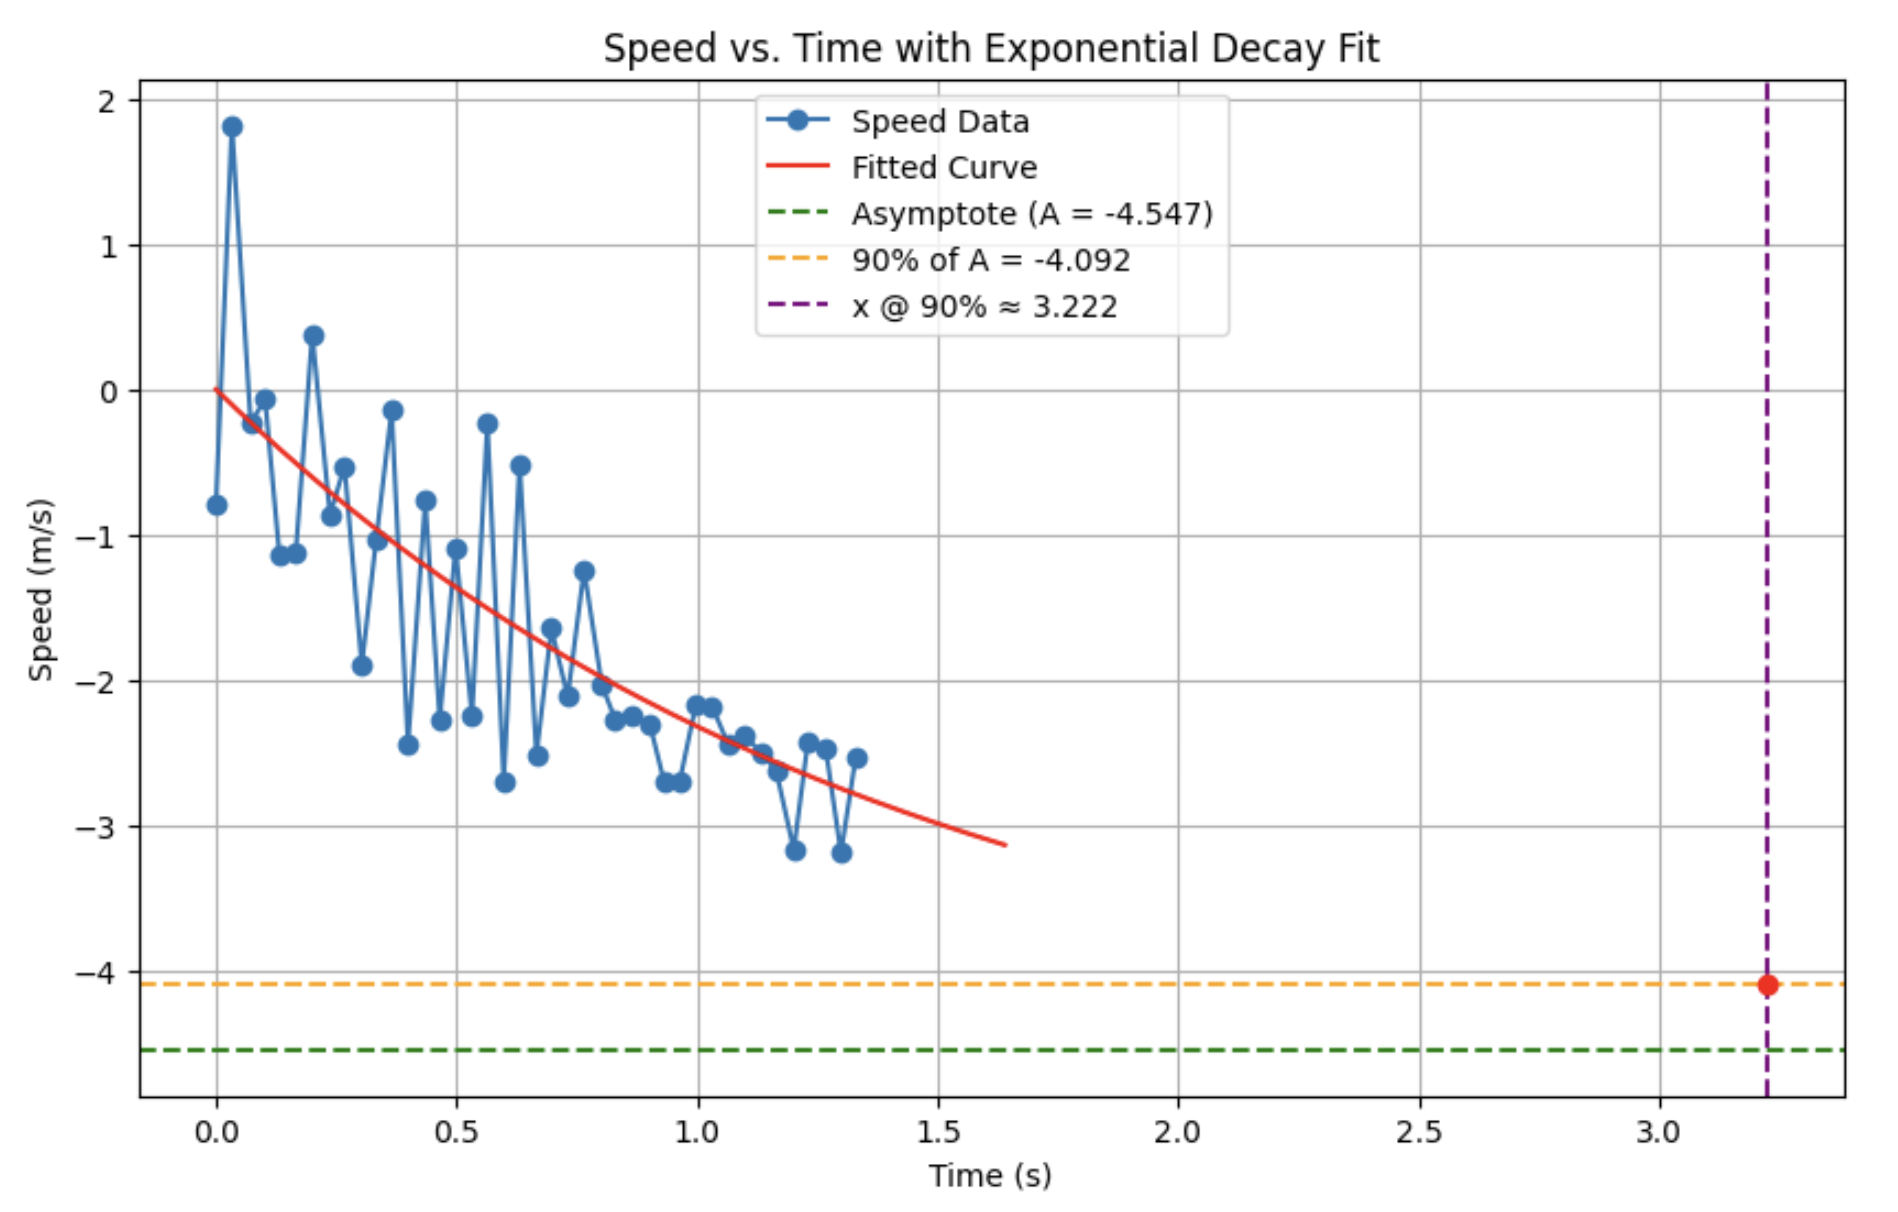 Speed vs. Time with Exponential Decay Fit
Speed Data
Fitted Curve
Asymptote (A = -4.547)
90% of A = -4.092
x @ 90% ≈ 3.222
2
1
0
−1
−2
−3
−4
Speed (m/s)
0.0 0.5 1.0 1.5 2.0 2.5 3.0
Time (s)